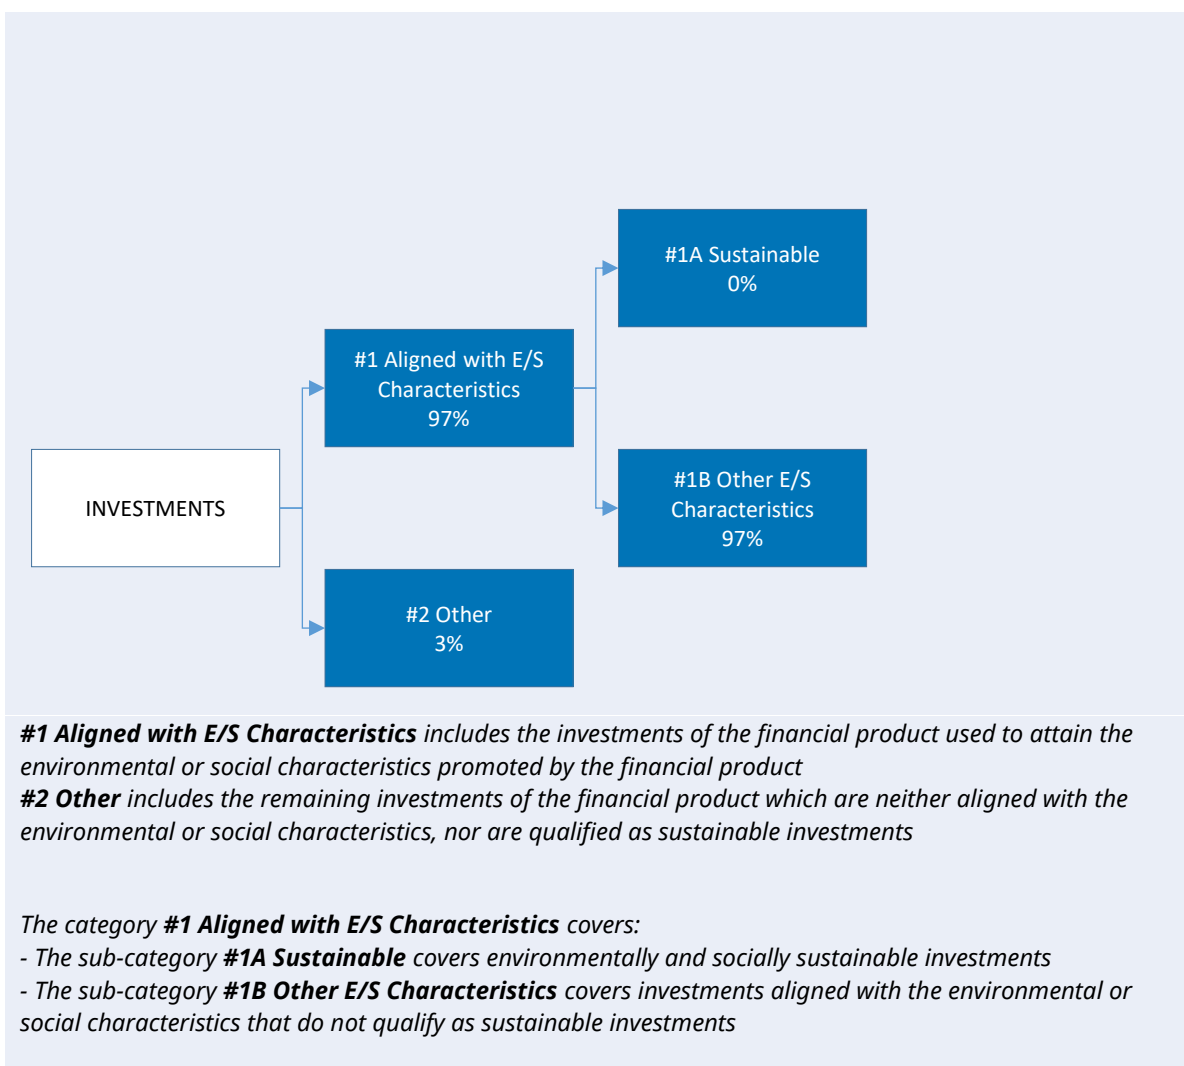 #1A Sustainable
0%
#1 Aligned with E/S
Characteristics
97%
INVESTMENTS
#1B Other E/S
Characteristics
97%
#2 Other
3%
#1 Aligned with E/S Characteristics includes the investments of the financial product used to attain the
environmental or social characteristics promoted by the financial product
#2 Other includes the remaining investments of the financial product which are neither aligned with the
environmental or social characteristics, nor are qualified as sustainable investments
The category #1 Aligned with E/S Characteristics covers:
- The sub-category #1A Sustainable covers environmentally and socially sustainable investments
- The sub-category #1B Other E/S Characteristics covers investments aligned with the environmental or
social characteristics that do not qualify as sustainable investments